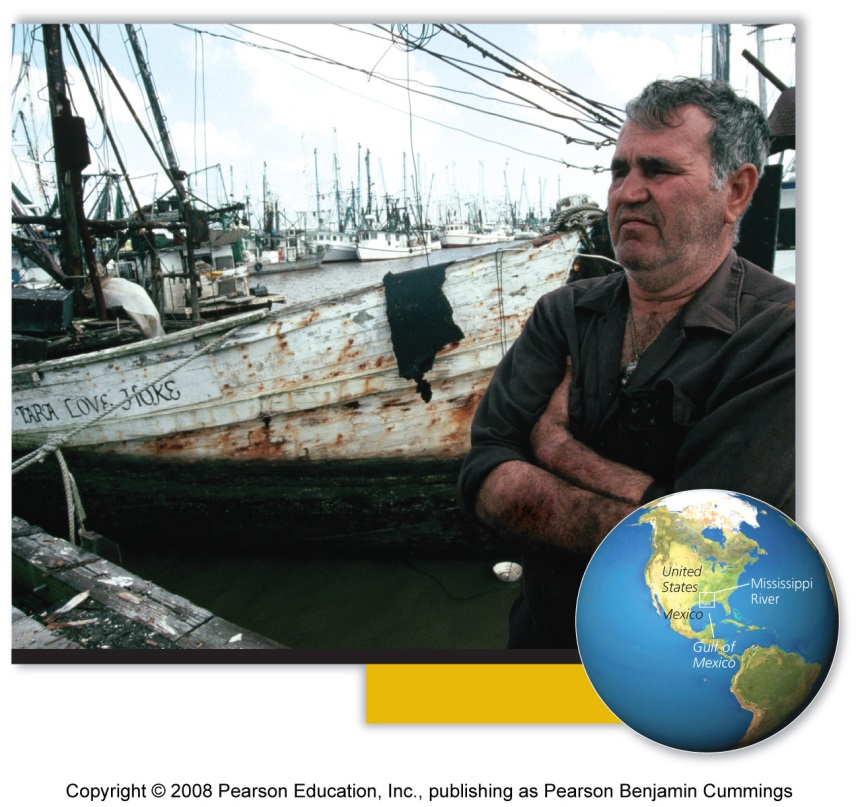 TARA LOVE HUKE
United
States
Mississippi
River
Mexico
Gulf of
Mexico
Copyright © 2008 Pearson Education, Inc., publishing as Pearson Benjamin Cummings